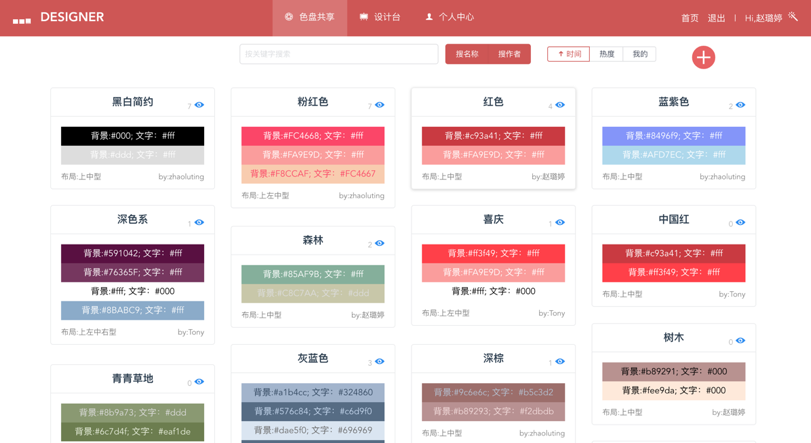 DESIGNER
色盘共享
设计台
个人中心
首页 退出 | Hi,赵璐婷
按关键字搜索
搜名称 搜作者
时间 热度 我的
黑白简约
7
背景:#000; 文字：#fff
背景:#ddd; 文字：#fff
布局:上中型 by:zhaoluting
粉红色
7
背景:#FC4668; 文字：#fff
背景:#FA9E9D; 文字：#fff
背景:#F8CCAF; 文字：#FC4667
布局:上左中型 by:zhaoluting
红色
4
背景:#c93a41; 文字：#fff
背景:#FA9E9D; 文字：#fff
布局:上中型 by:赵璐婷
蓝紫色
2
背景:#8496f9; 文字：#fff
背景:#AFD7EC; 文字：#fff
布局:上中型 by:zhaoluting
深色系
1
背景:#591042; 文字：#fff
背景:#76365F; 文字：#fff
背景:#fff; 文字：#000
背景:#8BABC9; 文字：#fff
布局:上左中右型 by:Tony
森林
2
背景:#85AF9B; 文字：#fff
背景:#C8C7AA; 文字：#ddd
布局:上中型 by:赵璐婷
喜庆
1
背景:#ff3f49; 文字：#fff
背景:#FA9E9D; 文字：#fff
背景:#fff; 文字：#000
布局:上左中型 by:Tony
中国红
0
背景:#c93a41; 文字：#fff
背景:#ff3f49; 文字：#fff
布局:上中型 by:Tony
青青草地
0
背景:#8b9a73; 文字：#ddd
背景:#6c7d4f; 文字：#eaf1de
灰蓝色
3
背景:#a1b4cc; 文字：#324860
背景:#576c84; 文字：#c6d9f0
背景:#dae5f0; 文字：#696969
深棕
1
背景:#9c6e6c; 文字：#b5c3d2
背景:#b89293; 文字：#f2dbdb
布局:上中型 by:zhaoluting
树木
0
背景:#b89291; 文字：#000
背景:#fee9da; 文字：#000
布局:上中型 by:赵璐婷